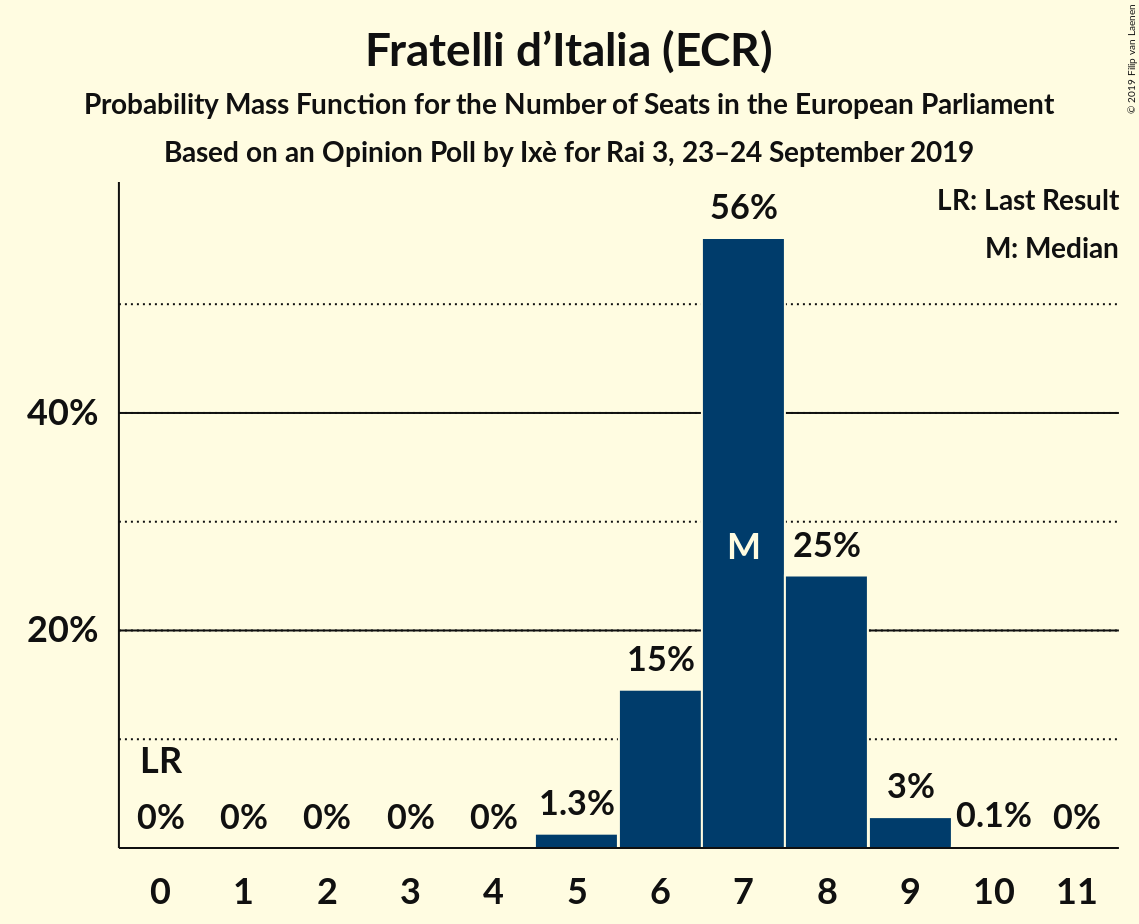 Fratelli d’Italia (ECR)
Probability Mass Function for the Number of Seats in the European Parliament
Based on an Opinion Poll by Ixè for Rai 3, 23–24 September 2019
© 2019 Filip van Laenen
LR: Last Result
M: Median
56%
40%
M
25%
20%
15%
LR
0% 0% 0% 0% 0% 1.3% 3% 0.1% 0%
0 1 2 3 4 5 6 7 8 9 10 11